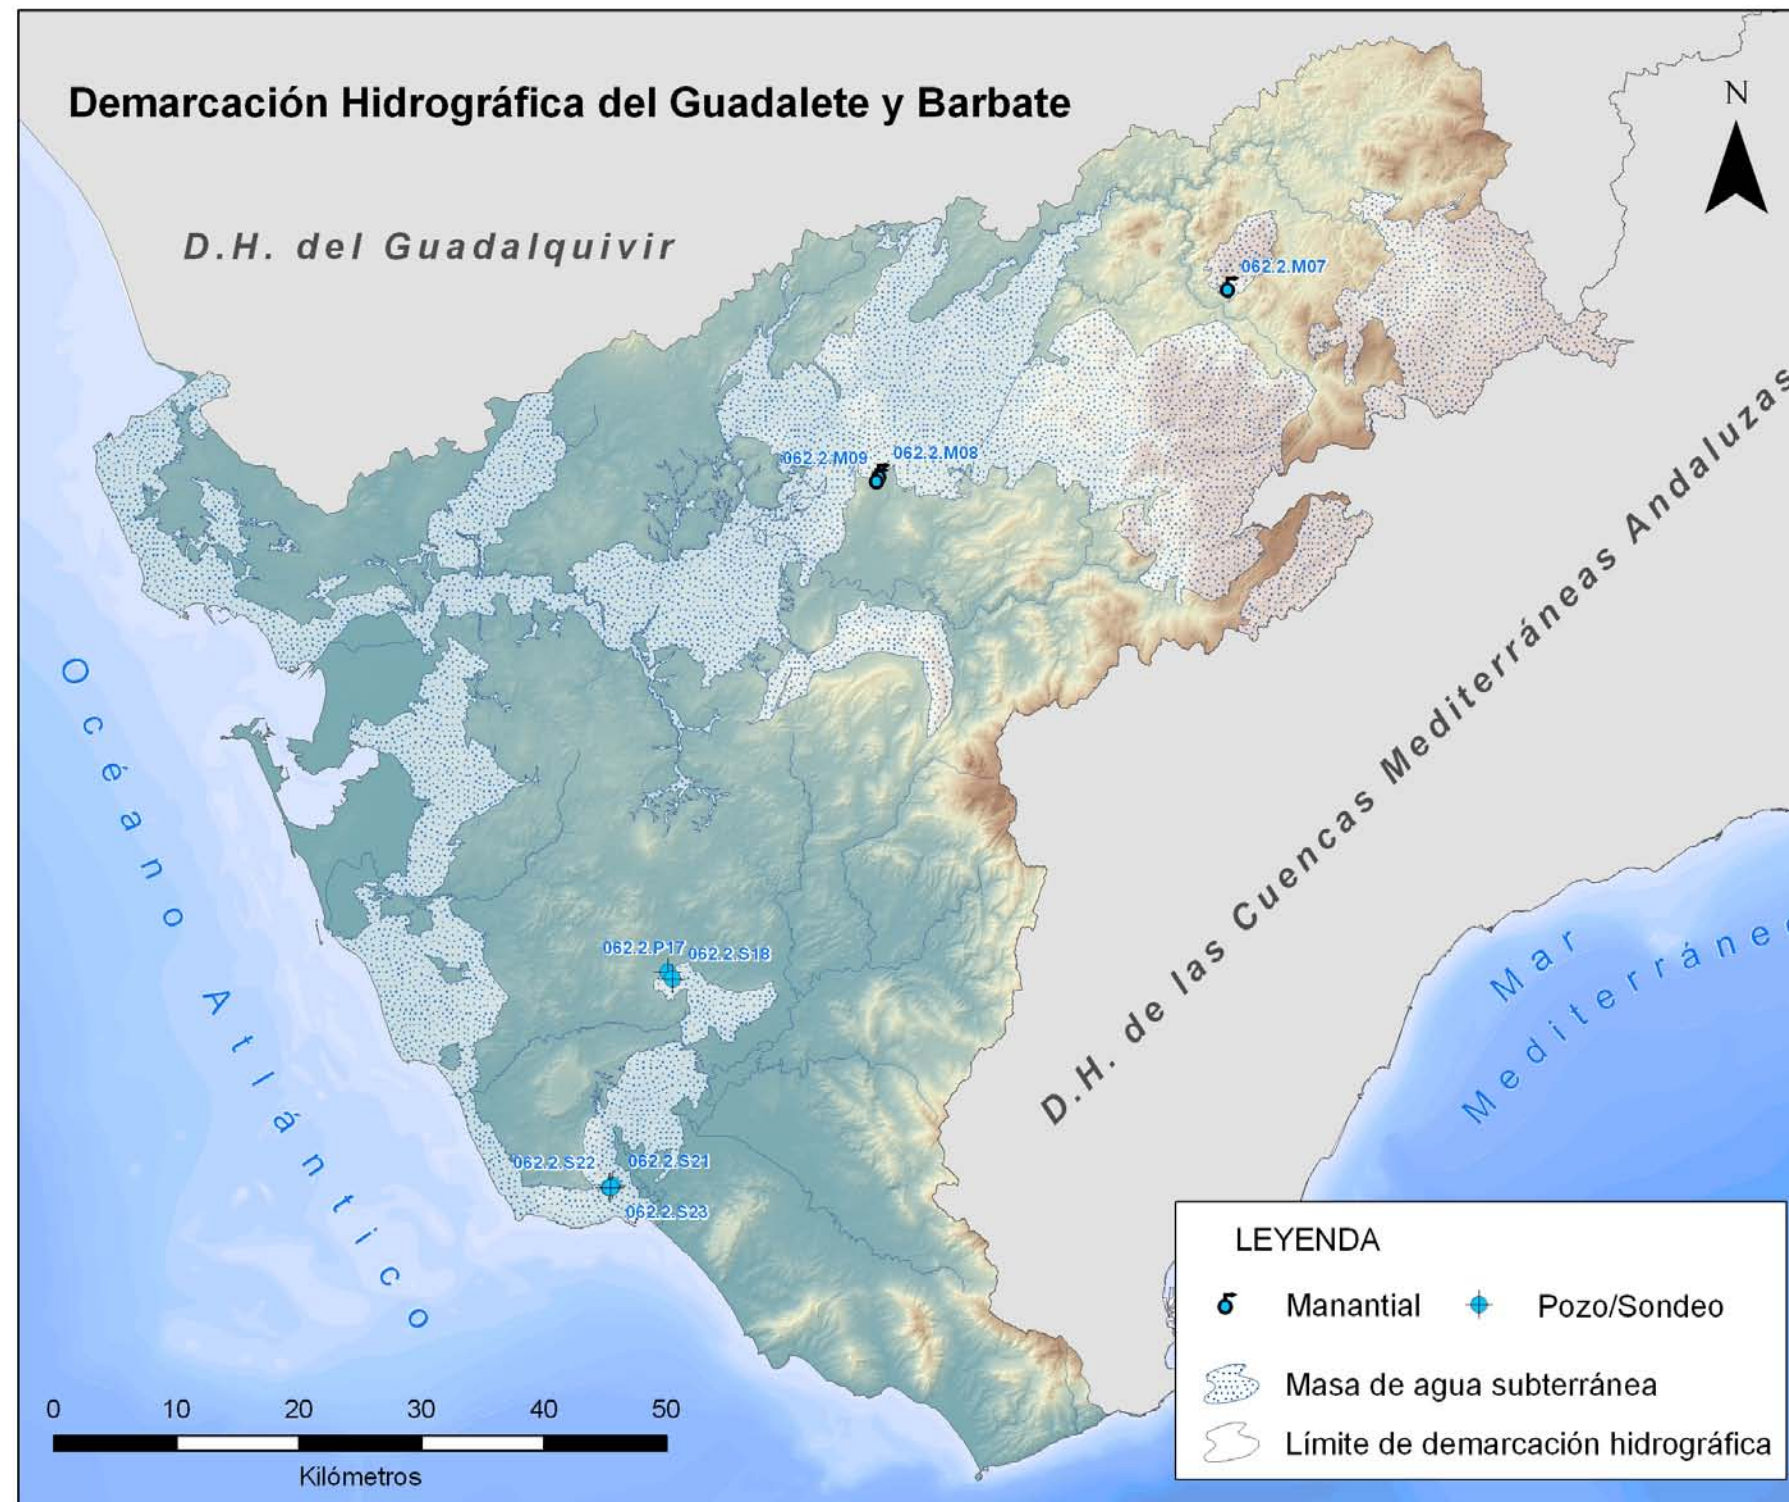 Demarcación Hidrográfica del Guadalete y Barbate
N
D.H. del Guadalquivir
062.2.M07
062.2.M09
062.2.M08
D.H. de las Cuencas Mediterráneas Andaluzas
Océano Atlántico
062.2.P17
062.2.S18
Mar
Mediterráneo
062.2.S22
062.2.S21
062.2.S23
LEYENDA
Manantial
Pozo/Sondeo
Masa de agua subterránea
Límite de demarcación hidrográfica
0 10 20 30 40 50
Kilómetros